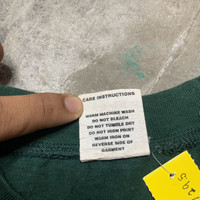 CARE INSTRUCTIONS
WARM MACHINE WASH
DO NOT BLEACH
DO NOT TUMBLE DRY
DO NOT IRON PRINT
WARM IRON ON
REVERSE SIDE OF
GARMENT